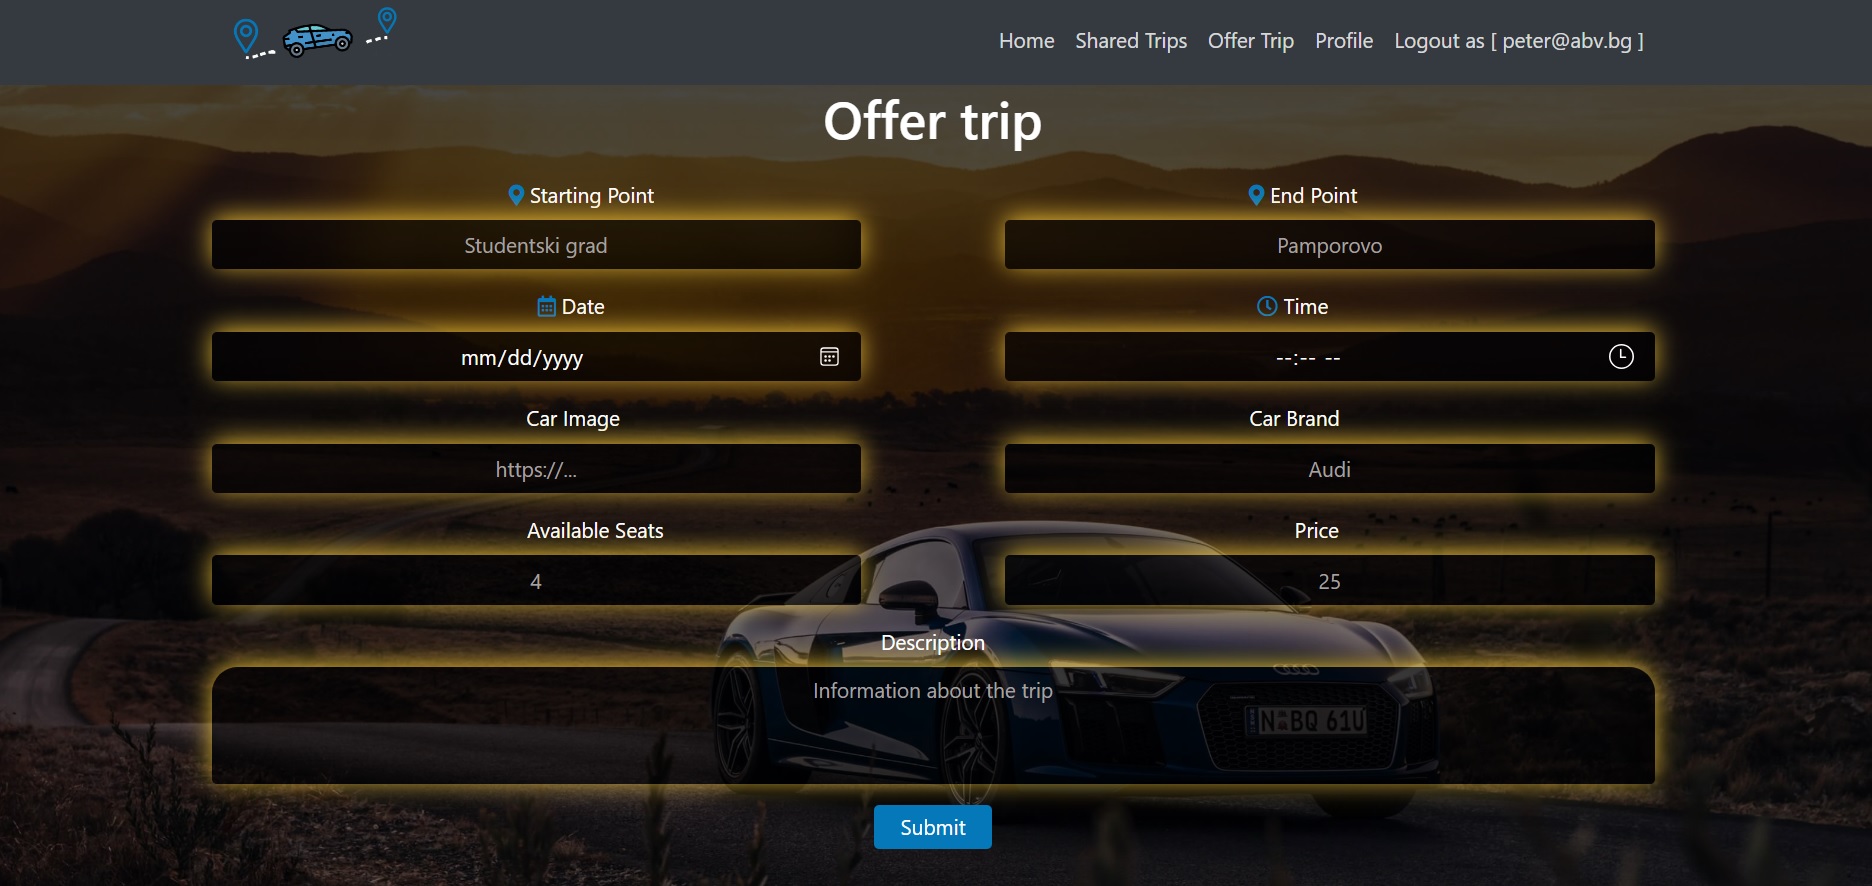 Home Shared Trips Offer Trip Profile Logout as [ peter@abv.bg ]
Offer trip
Starting Point End Point
Studentski grad Pamporovo
Date Time
mm/dd/yyyy --:-- --
Car Image Car Brand
https://... Audi
Available Seats Price
4 25
Description
Information about the trip
BQ 61U
Submit